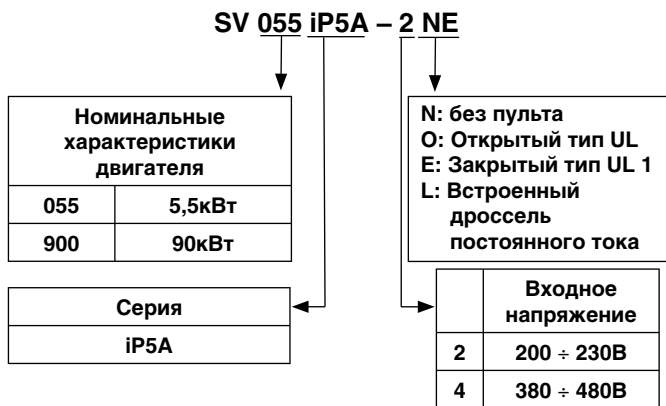 SV 055 iP5A – 2 NE
Номинальные
характеристики
двигателя
055 5,5кВт
900 90кВт
Серия
iP5A
N: без пульта
O: Открытый тип UL
E: Закрытый тип UL 1
L: Встроенный
дроссель
постоянного тока
Входное
напряжение
2 200 ÷ 230В
4 380 ÷ 480В